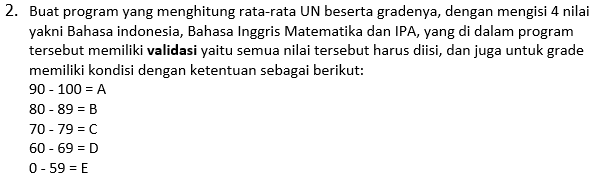 2. Buat program yang menghitung rata-rata UN beserta gradenya, dengan mengisi 4 nilai
yakni Bahasa indonesia, Bahasa Inggris Matematika dan IPA, yang di dalam program
tersebut memiliki validasi yaitu semua nilai tersebut harus diisi, dan juga untuk grade
memiliki kondisi dengan ketentuan sebagai berikut:
90 - 100 = A
80 - 89 = B
70 - 79 = C
60 - 69 = D
0 - 59 = E